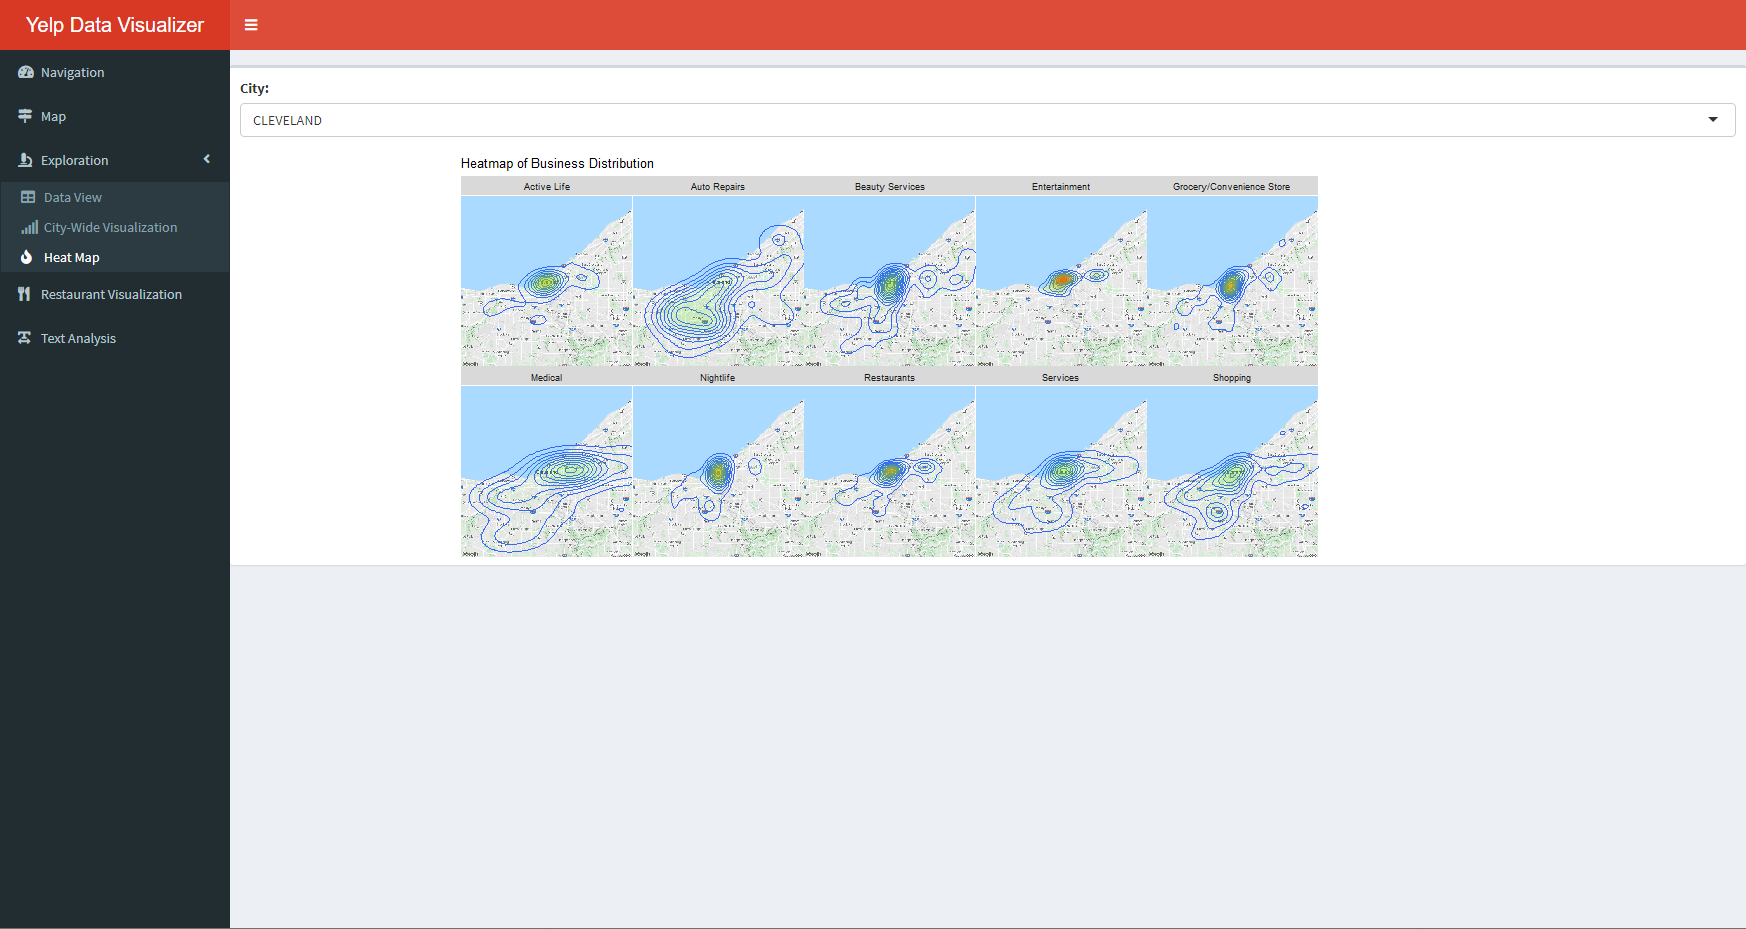 Yelp Data Visualizer
Navigation
Map
Exploration
Data View
City-Wide Visualization
Heat Map
Restaurant Visualization
Text Analysis
City:
CLEVELAND
Heatmap of Business Distribution
Active Life Auto Repairs Beauty Services Entertainment Grocery/Convenience Store
Medical Nightlife Restaurants Services Shopping